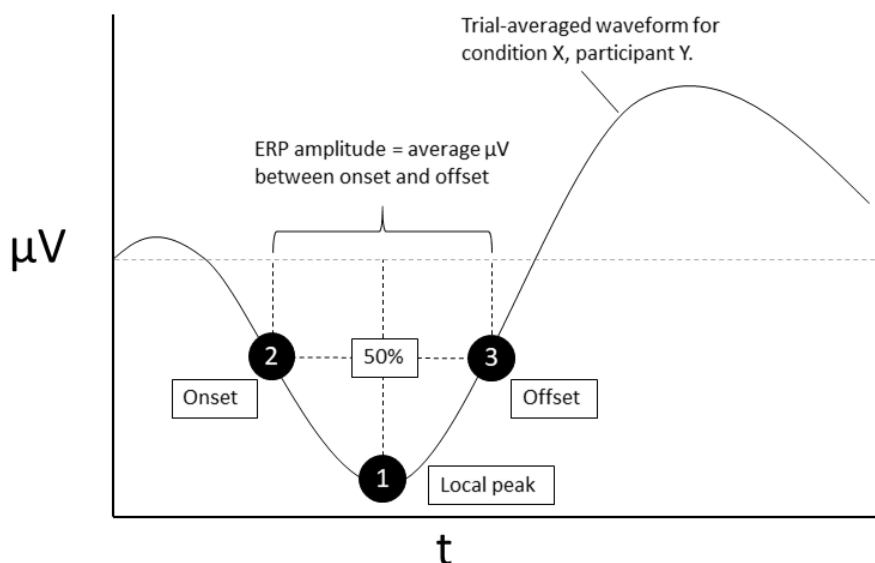 Trial-averaged waveform for
condition X, participant Y.
ERP amplitude = average μV
between onset and offset
μV
2
50%
3
Onset
Offset
1
Local peak
t